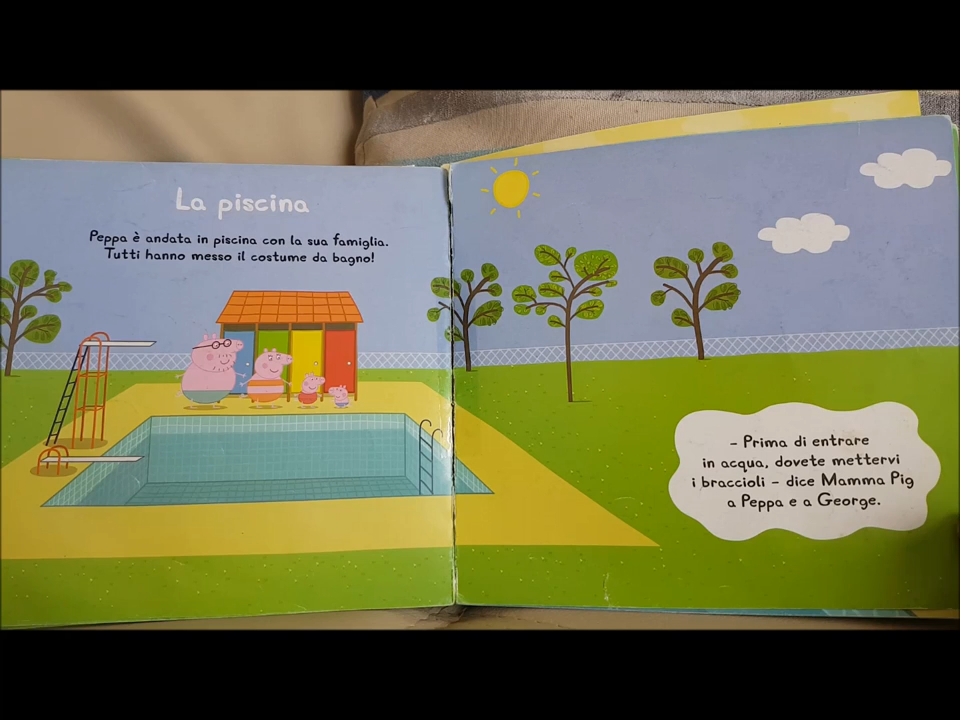 La piscina
Peppa è andata in piscina con la sua famiglia.
Tutti hanno messo il costume da bagno!
– Prima di entrare
in acqua, dovete mettervi
i braccioli – dice Mamma Pig
a Peppa e a George.